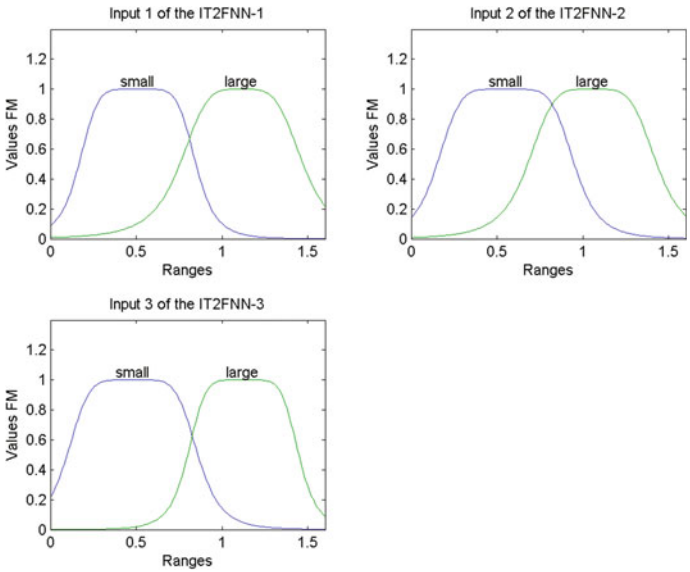 Input 1 of the IT2FNN-1
small
large
Values FM
1.2
1
0.8
0.6
0.4
0.2
0
0
0.5
1
1.5
Ranges
Input 2 of the IT2FNN-2
small
large
Values FM
1.2
1
0.8
0.6
0.4
0.2
0
0
0.5
1
1.5
Ranges
Input 3 of the IT2FNN-3
small
large
Values FM
1.2
1
0.8
0.6
0.4
0.2
0
0
0.5
1
1.5
Ranges